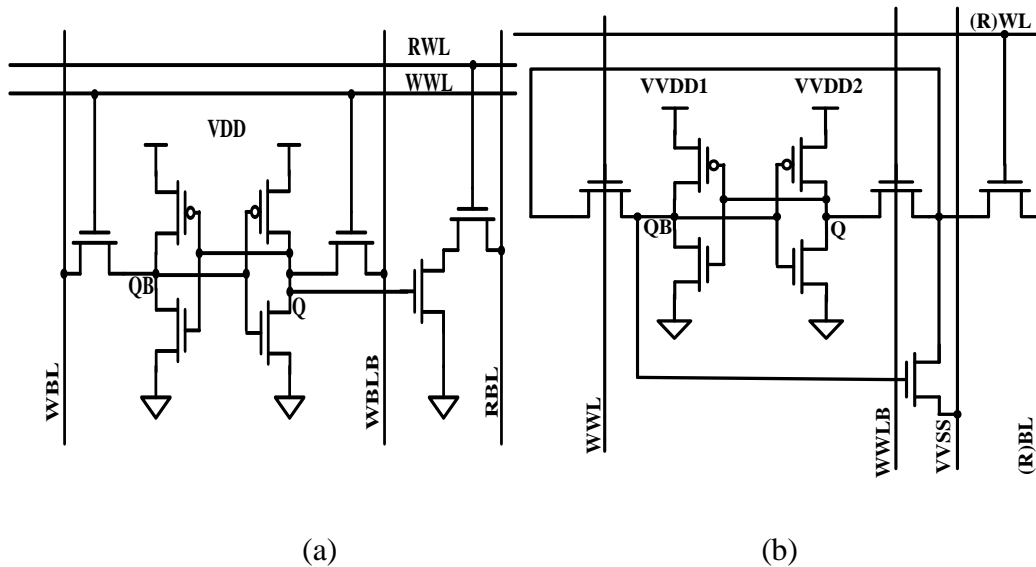 RWL
WWL
VDD
QB
Q
WBL
WBLB
RBL
(a)
(R)WL
VVDD1
VVDD2
QB
Q
WWL
WWLB
VVSS
(R)BL
(b)